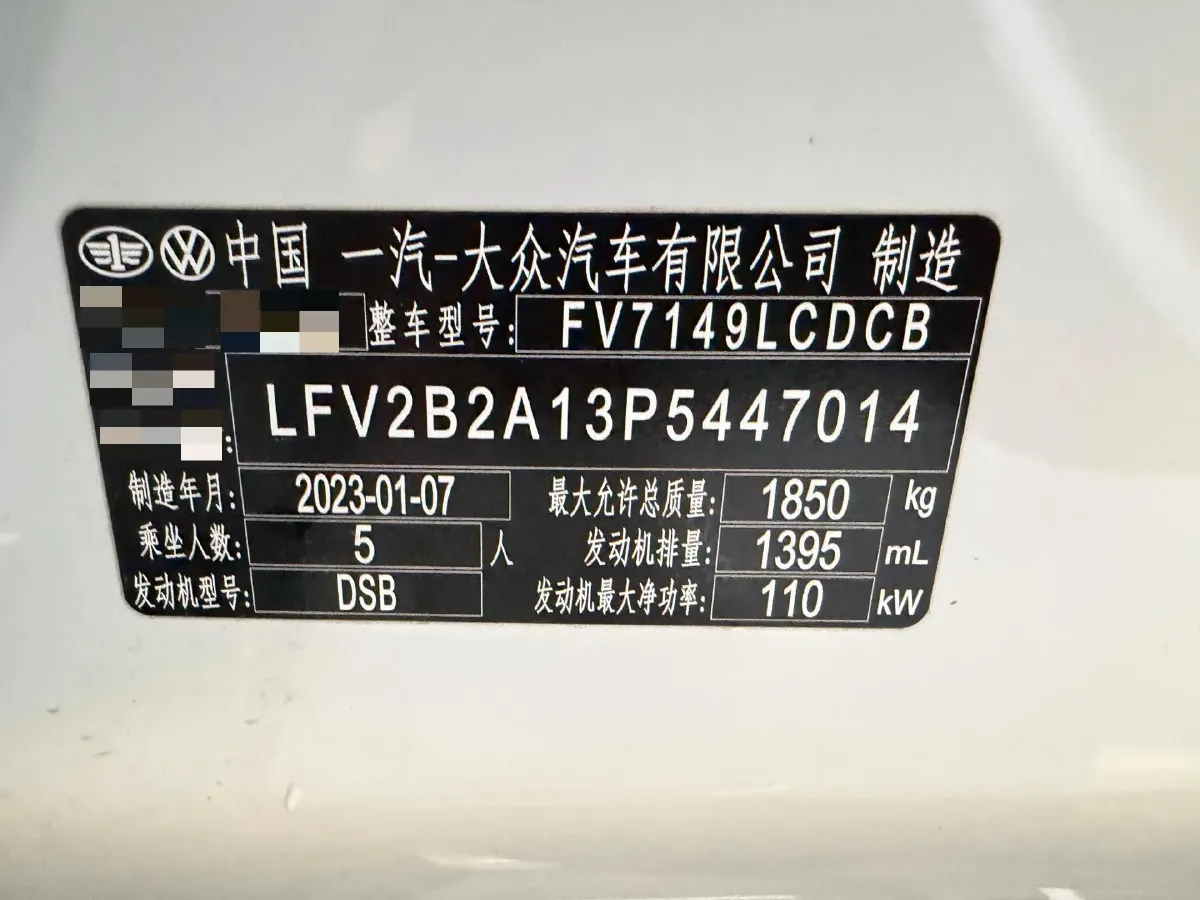 中国 一汽-大众汽车有限公司 制造
整车型号: FV7149LCDCB
LFV2B2A13P5447014
制造年月: 2023-01-07 最大允许总质量: 1850 kg
乘坐人数: 5 人 发动机排量: 1395 mL
发动机型号: DSB 发动机最大净功率: 110 kW